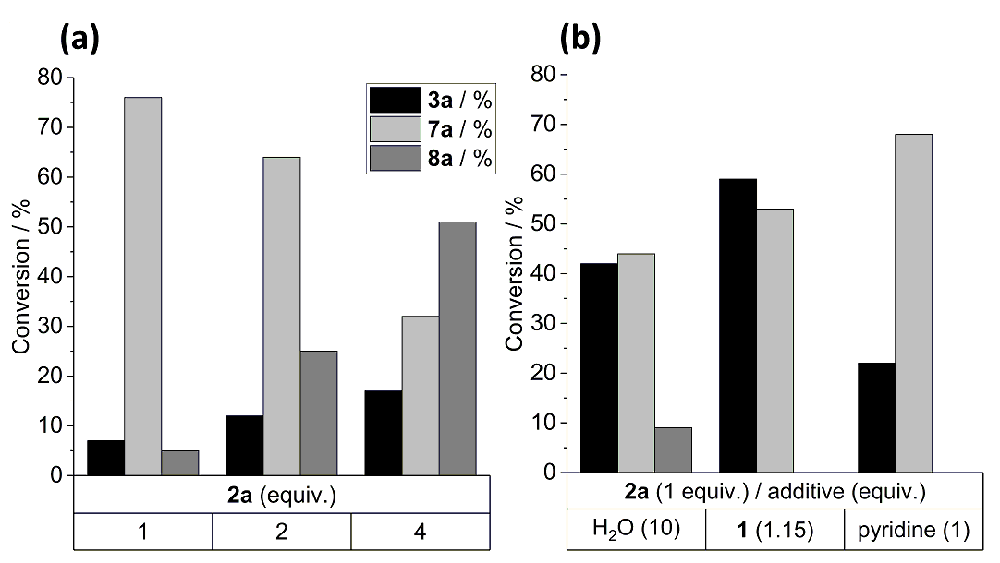 (a)
80
70
60
50
40
30
20
10
0
Conversion / %
3a / %
7a / %
8a / %
2a (equiv.)
1 2 4
(b)
80
70
60
50
40
30
20
10
0
Conversion / %
2a (1 equiv.) / additive (equiv.)
H₂O (10) 1 (1.15) pyridine (1)